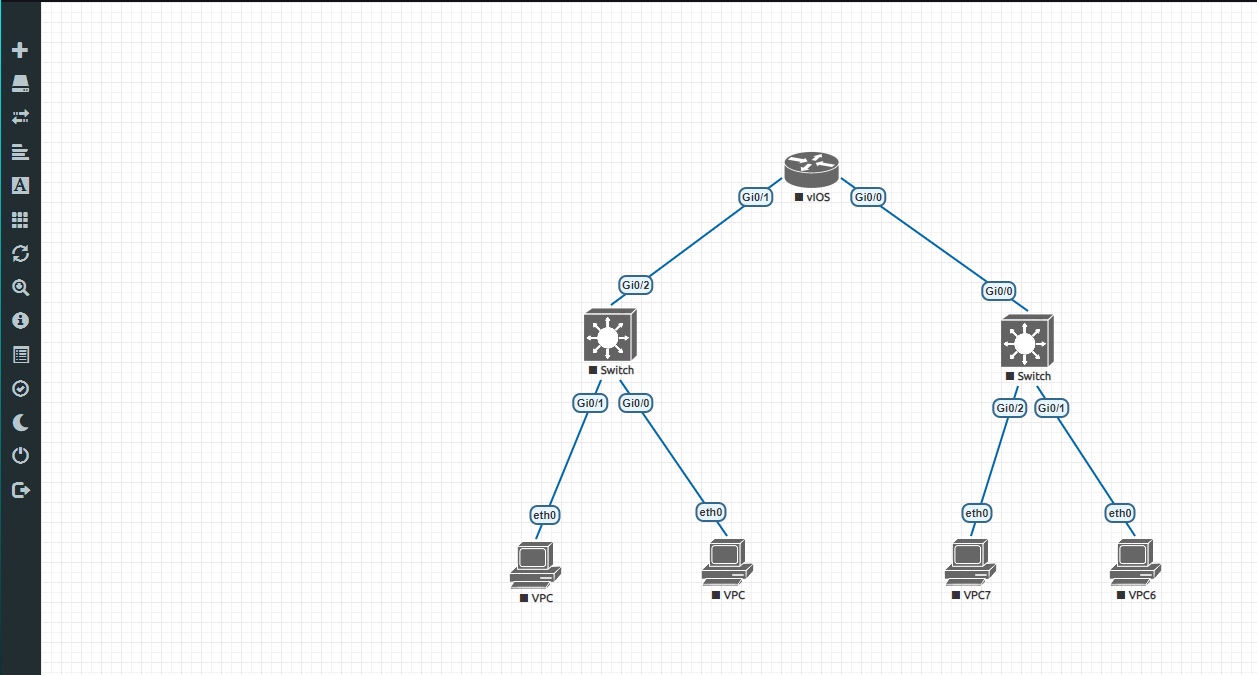 A
Gi0/1
vIOS
Gi0/0
Gi0/2
Gi0/0
Switch
Switch
Gi0/1
Gi0/0
Gi0/2
Gi0/1
eth0
eth0
eth0
eth0
VPC
VPC
VPC7
VPC6